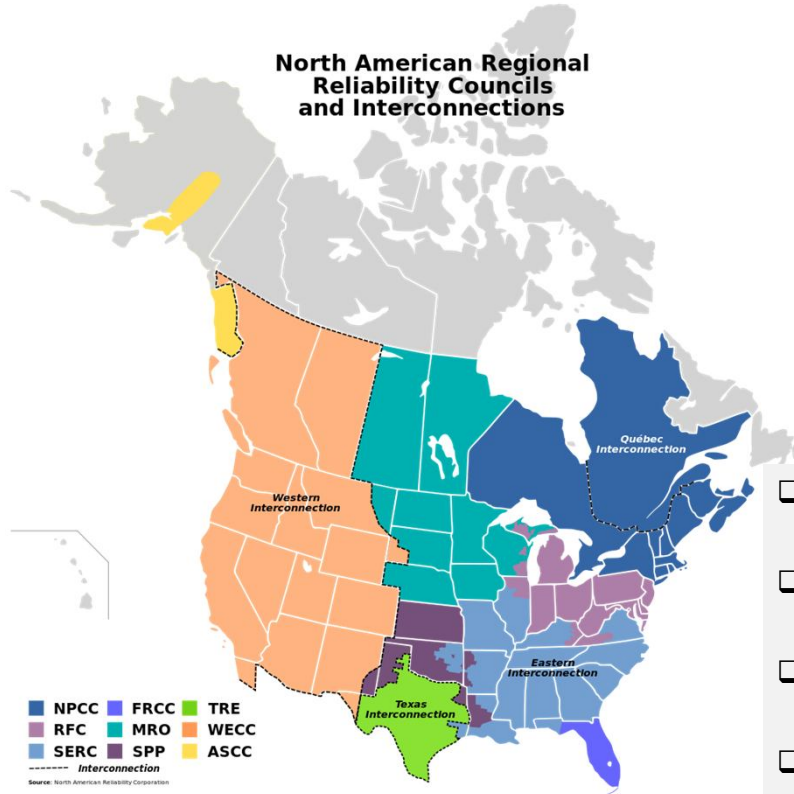 North American Regional
Reliability Councils
and Interconnections
Québec
Interconnection
Western
Interconnection
Eastern
Interconnection
Texas
Interconnection
NPCC FRCC TRE
RFC MRO WECC
SERC SPP ASCC
Interconnection
Source: North American Reliability Corporation